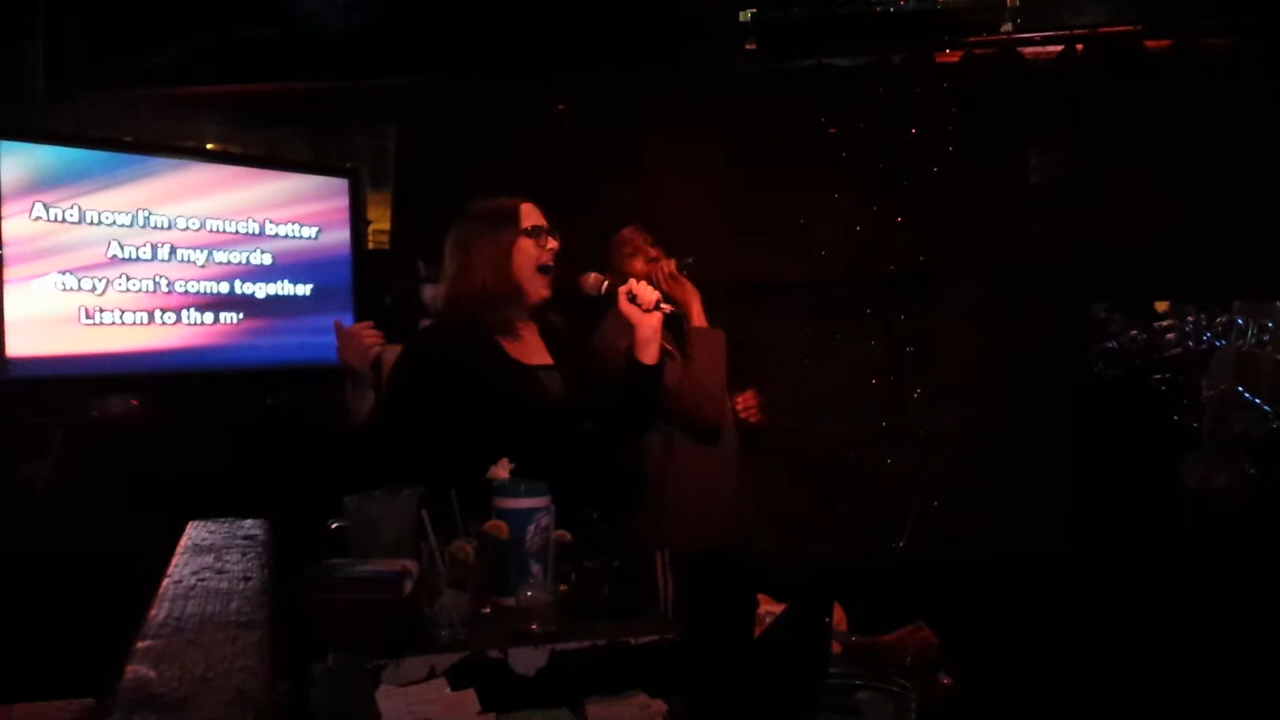 And now I'm so much better
And if my words
they don't come together
Listen to the m